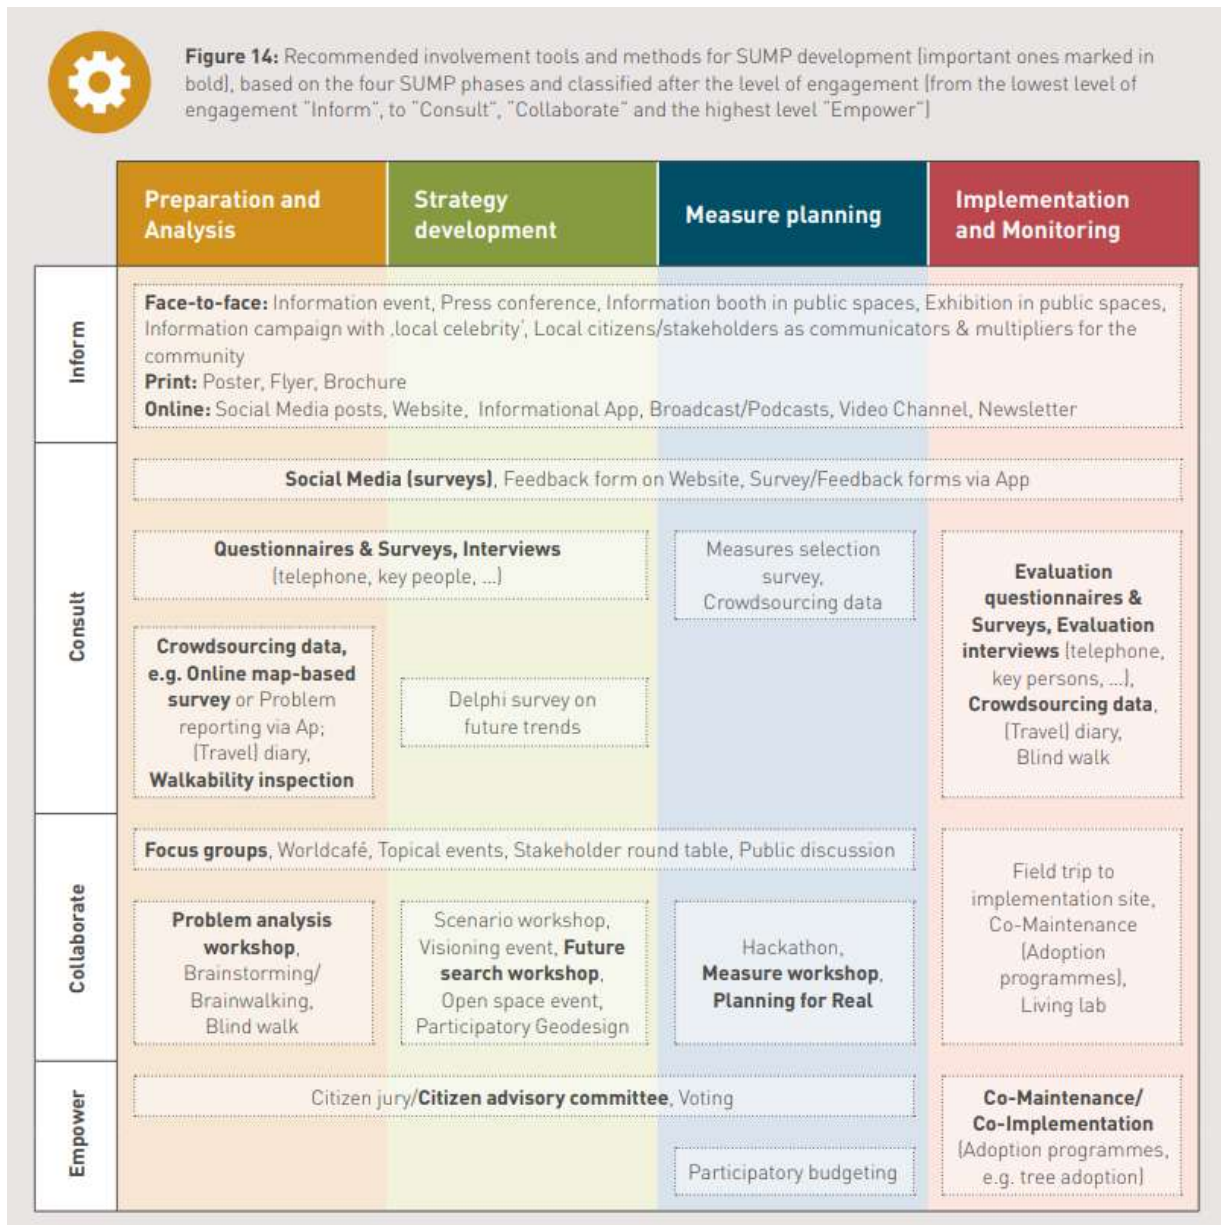 Figure 14: Recommended involvement tools and methods for SUMP development (important ones marked in
bold), based on the four SUMP phases and classified after the level of engagement (from the lowest level of
engagement "Inform", to "Consult", "Collaborate" and the highest level "Empower")
Preparation and
Analysis
Strategy
development
Measure planning
Implementation
and Monitoring
Inform
Face-to-face: Information event, Press conference, Information booth in public spaces, Exhibition in public spaces,
Information campaign with ‚local celebrity', Local citizens/stakeholders as communicators & multipliers for the
community
Print: Poster, Flyer, Brochure
Online: Social Media posts, Website, Informational App, Broadcast/Podcasts, Video Channel, Newsletter
Consult
Social Media (surveys), Feedback form on Website, Survey/Feedback forms via App
Questionnaires & Surveys, Interviews
(telephone, key people, ...)
Crowdsourcing data,
e.g. Online map-based
survey or Problem
reporting via Ap;
(Travel) diary,
Walkability inspection
Delphi survey on
future trends
Measures selection
survey,
Crowdsourcing data
Evaluation
questionnaires &
Surveys, Evaluation
interviews (telephone,
key persons, ...),
Crowdsourcing data,
(Travel) diary,
Blind walk
Collaborate
Focus groups, Worldcafé, Topical events, Stakeholder round table, Public discussion
Problem analysis
workshop,
Brainstorming/
Brainwalking,
Blind walk
Scenario workshop,
Visioning event, Future
search workshop,
Open space event,
Participatory Geodesign
Hackathon,
Measure workshop,
Planning for Real
Field trip to
implementation site,
Co-Maintenance
(Adoption
programmes),
Living lab
Empower
Citizen jury/Citizen advisory committee, Voting
Participatory budgeting
Co-Maintenance/
Co-Implementation
(Adoption programmes,
e.g. tree adoption)